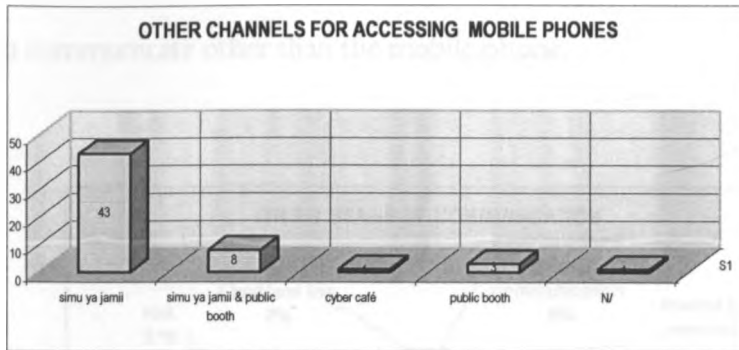 OTHER CHANNELS FOR ACCESSING MOBILE PHONES
50
40
30
20
10
0
43
8
3
S1
simu ya jamii
simu ya jamii & public booth
cyber café
public booth
N/